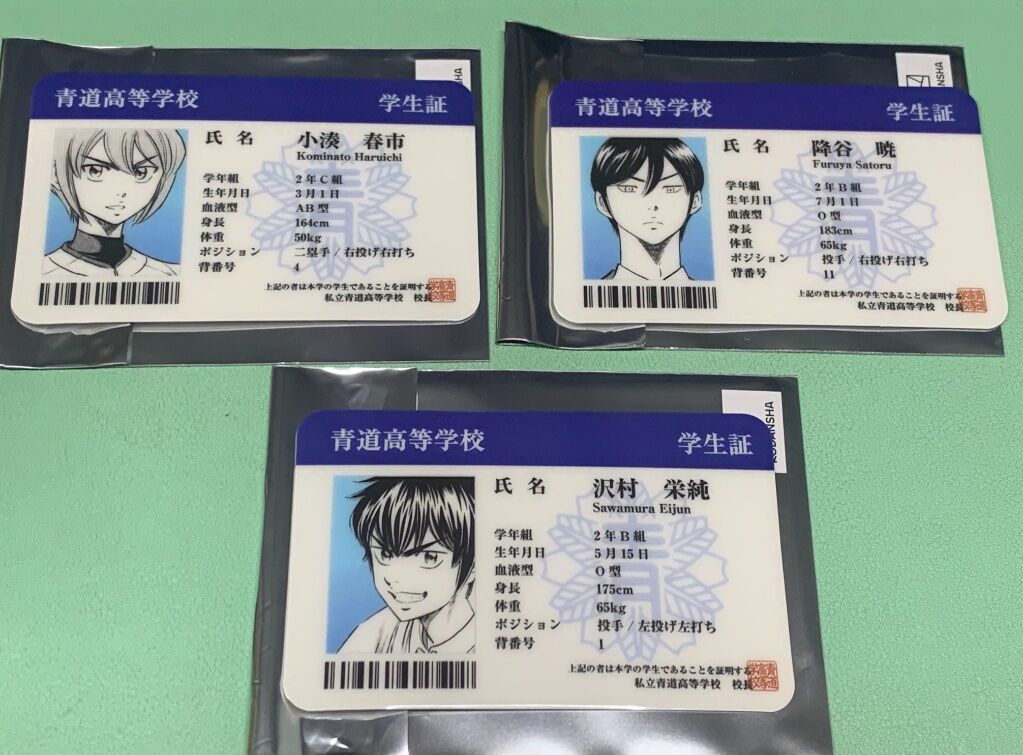 青道高等学校 学生証
氏 名 小湊 春市
Kominato Haruichi
学年組 2年C組
生年月日 3月1日
血液型 AB型
身長 164cm
体重 50kg
ポジション 二塁手/右投げ右打ち
背番号 4
上記の者は本学の学生であることを証明する
私立青道高等学校 校長
青道高等学校 学生証
氏 名 降谷 暁
Furuya Satoru
学年組 2年B組
生年月日 7月1日
血液型 O型
身長 183cm
体重 65kg
ポジション 投手/右投げ右打ち
背番号 11
上記の者は本学の学生であることを証明する
私立青道高等学校 校長
KODANSHA
青道高等学校 学生証
氏 名 沢村 栄純
Sawamura Eijun
学年組 2年B組
生年月日 5月15日
血液型 O型
身長 175cm
体重 65kg
ポジション 投手/左投げ左打ち
背番号 1
上記の者は本学の学生であることを証明する
私立青道高等学校 校長